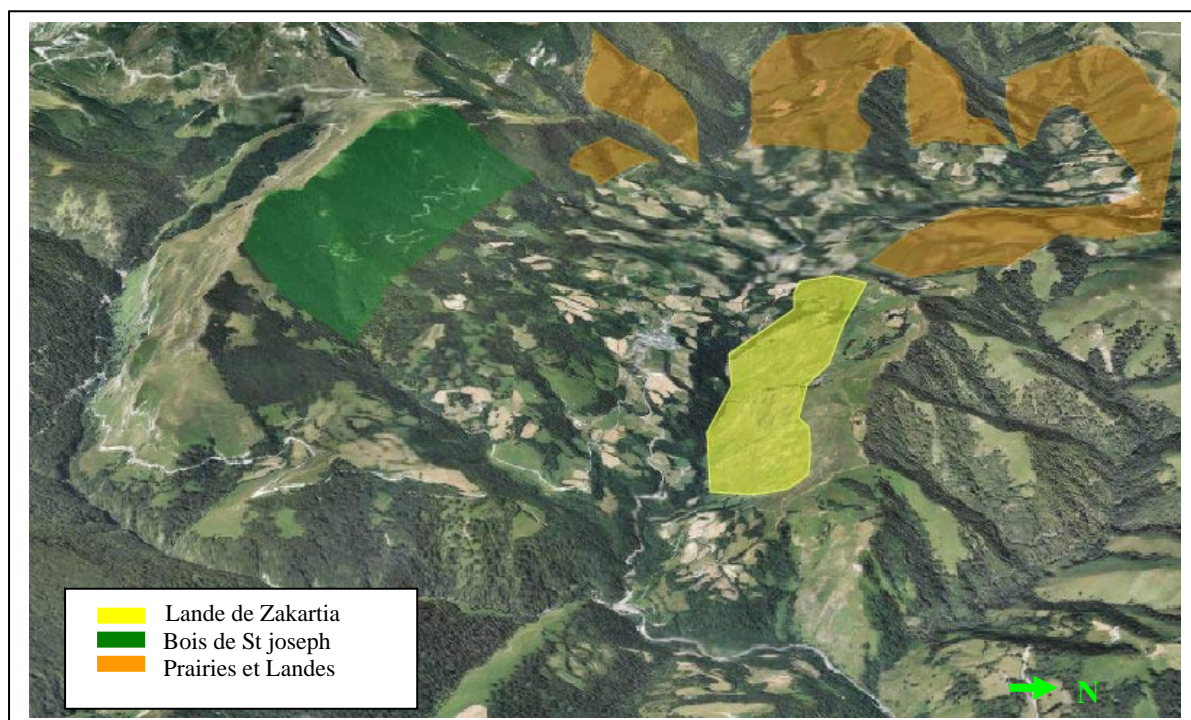 Lande de Zakartia
Bois de St joseph
Prairies et Landes
N